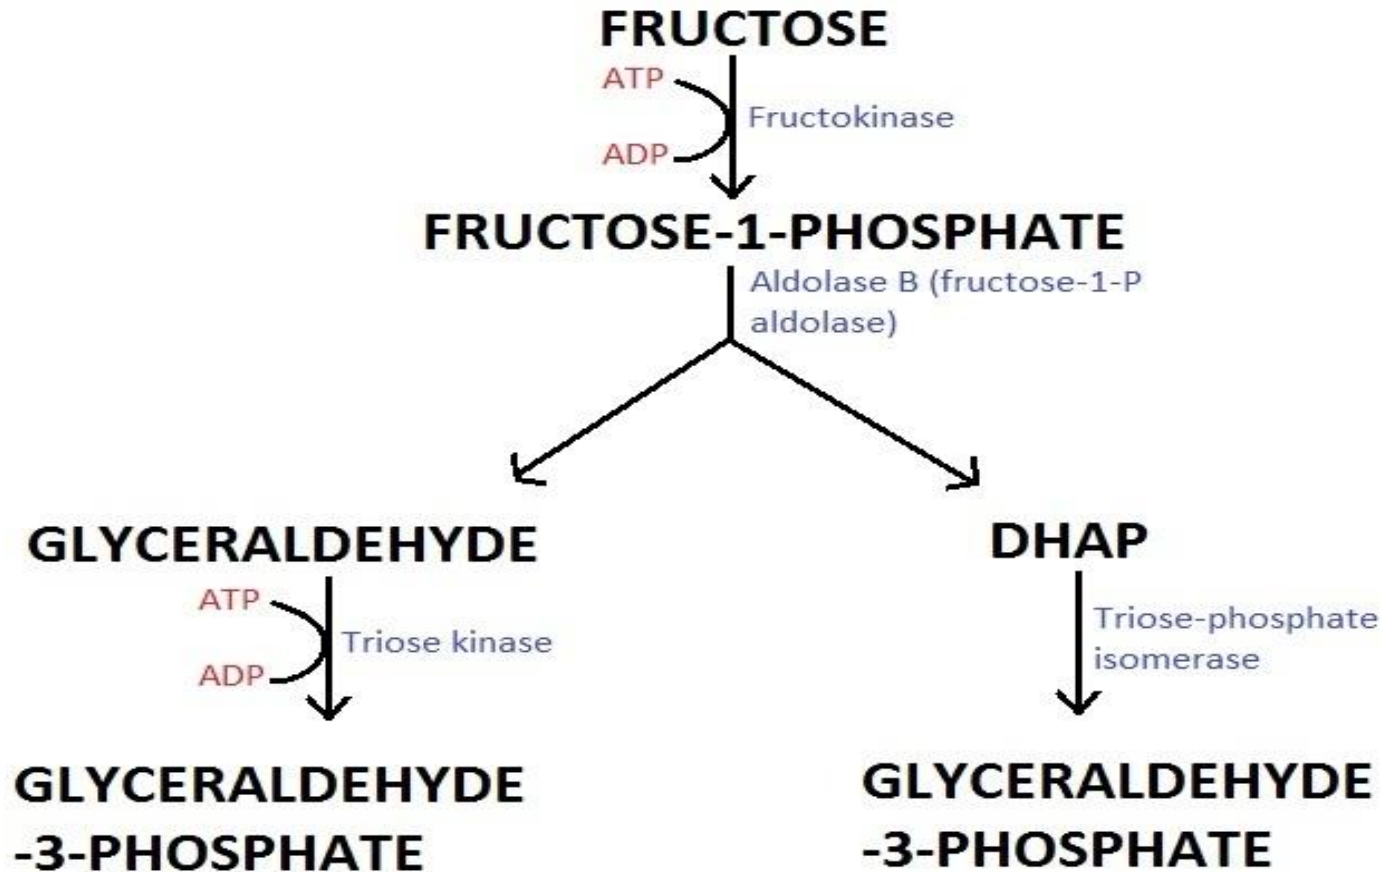 FRUCTOSE
ATP
Fructokinase
ADP
FRUCTOSE-1-PHOSPHATE
Aldolase B (fructose-1-P
aldolase)
GLYCERALDEHYDE
DHAP
ATP
Triose kinase
ADP
Triose-phosphate
isomerase
GLYCERALDEHYDE
-3-PHOSPHATE
GLYCERALDEHYDE
-3-PHOSPHATE